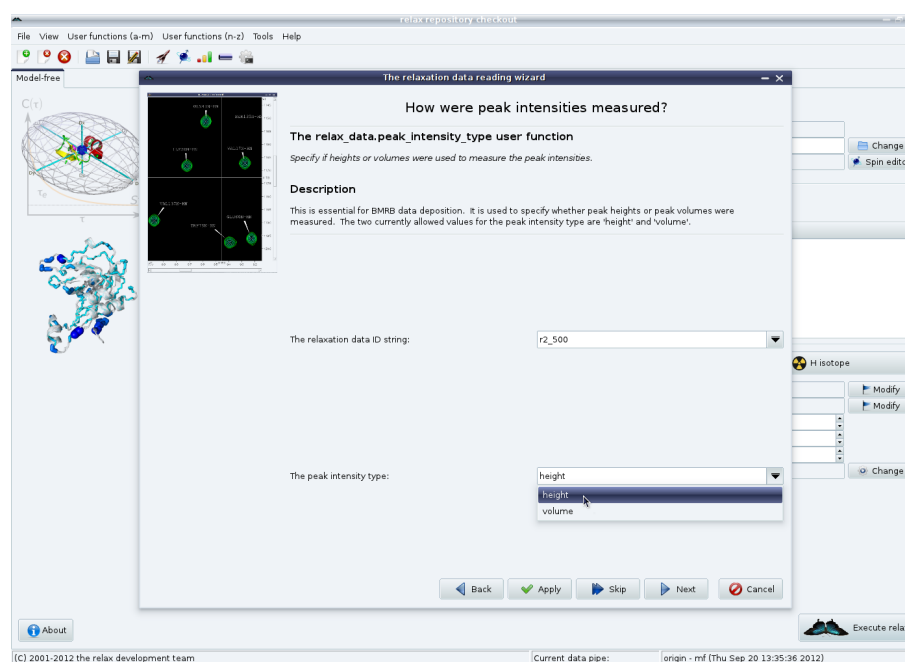 relax repository checkout
File View User functions (a-m) User functions (n-z) Tools Help
Model-free
The relaxation data reading wizard
How were peak intensities measured?
The relax_data.peak_intensity_type user function
Specify if heights or volumes were used to measure the peak intensities.
Description
This is essential for BMRB data deposition. It is used to specify whether peak heights or peak volumes were
measured. The two currently allowed values for the peak intensity type are 'height' and 'volume'.
C(τ)
τ
Change
Spin edito
The relaxation data ID string: r2_500
H isotope
Modify
Modify
Change
The peak intensity type: height
height
volume
Back Apply Skip Next Cancel
About
Execute rela
(C) 2001-2012 the relax development team Current data pipe: origin - mf (Thu Sep 20 13:35:36 2012)